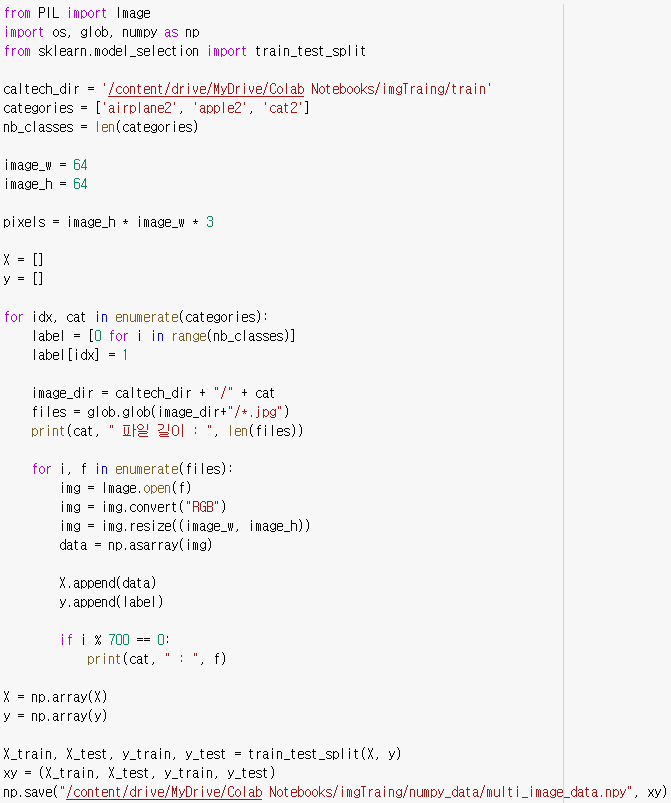 from PIL import Image
import os, glob, numpy as np
from sklearn.model_selection import train_test_split

caltech_dir = '/content/drive/MyDrive/Colab Notebooks/imgTraing/train'
categories = ['airplane2', 'apple2', 'cat2']
nb_classes = len(categories)

image_w = 64
image_h = 64

pixels = image_h * image_w * 3

X = []
y = []

for idx, cat in enumerate(categories):
    label = [0 for i in range(nb_classes)]
    label[idx] = 1

    image_dir = caltech_dir + "/" + cat
    files = glob.glob(image_dir+"/*.jpg")
    print(cat, " 파일 길이 : ", len(files))

    for i, f in enumerate(files):
        img = Image.open(f)
        img = img.convert("RGB")
        img = img.resize((image_w, image_h))
        data = np.asarray(img)

        X.append(data)
        y.append(label)

        if i % 700 == 0:
            print(cat, " : ", f)

X = np.array(X)
y = np.array(y)

X_train, X_test, y_train, y_test = train_test_split(X, y)
xy = (X_train, X_test, y_train, y_test)
np.save("/content/drive/MyDrive/Colab Notebooks/imgTraing/numpy_data/multi_image_data.npy", xy)